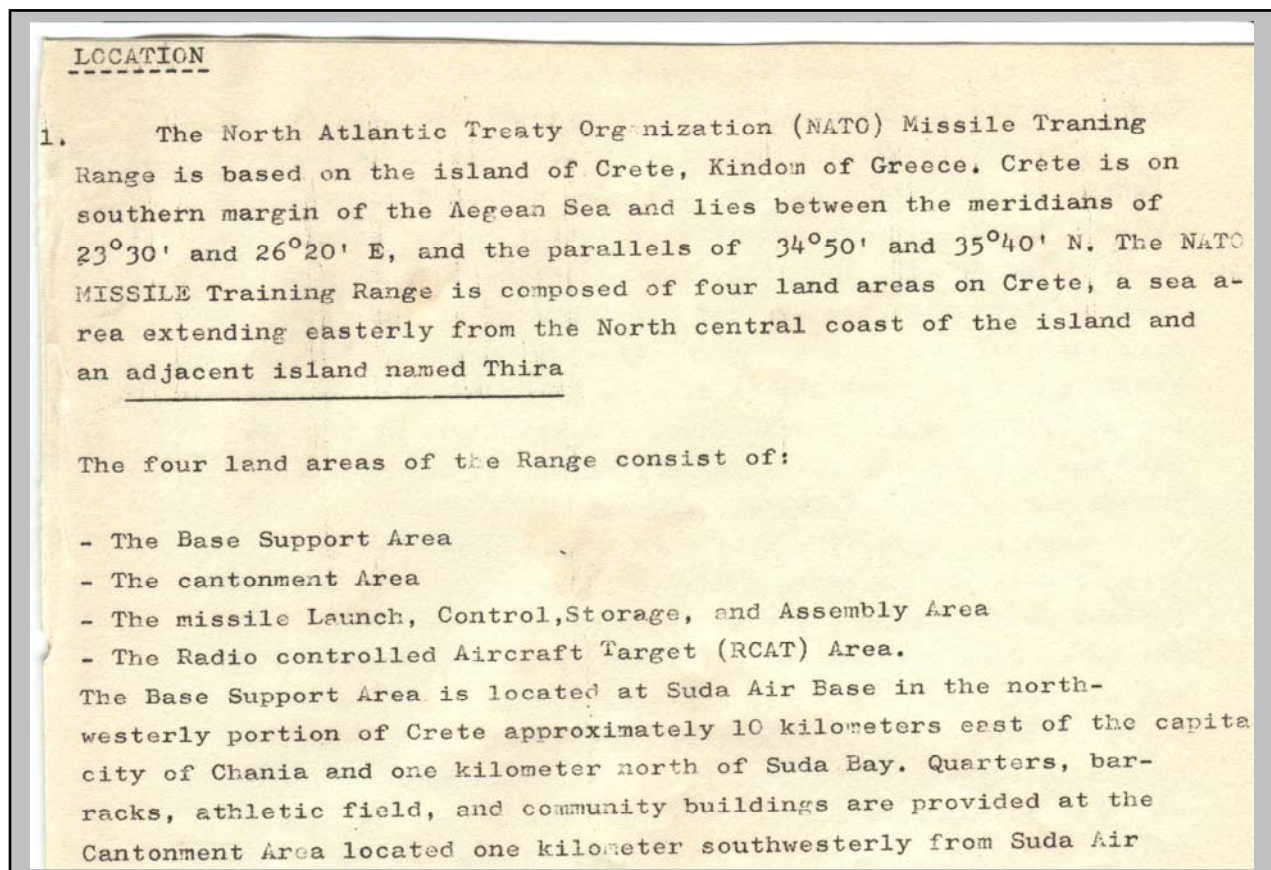 LOCATION
1. The North Atlantic Treaty Org nization (NATO) Missile Traning
Range is based on the island of Crete, Kindom of Greece. Crete is on
southern margin of the Aegean Sea and lies between the meridians of
23°30' and 26°20' E, and the parallels of 34°50' and 35°40' N. The NATO
MISSILE Training Range is composed of four land areas on Crete, a sea a-
rea extending easterly from the North central coast of the island and
an adjacent island named Thira
The four land areas of the Range consist of:
- The Base Support Area
- The cantonment Area
- The missile Launch, Control,Storage, and Assembly Area
- The Radio controlled Aircraft Target (RCAT) Area.
The Base Support Area is located at Suda Air Base in the north-
westerly portion of Crete approximately 10 kilometers east of the capita
city of Chania and one kilometer north of Suda Bay. Quarters, bar-
racks, athletic field, and community buildings are provided at the
Cantonment Area located one kilometer southwesterly from Suda Air